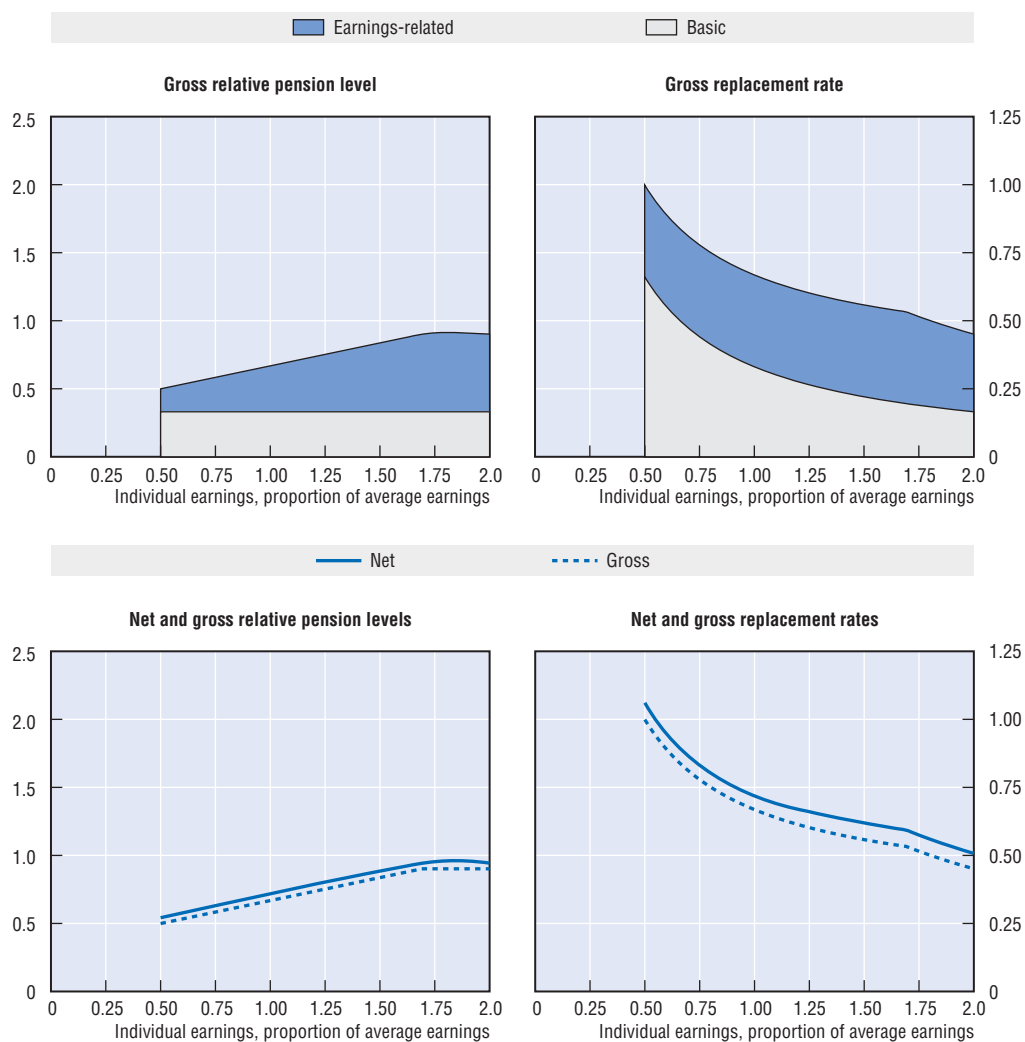 Earnings-related Basic
Gross relative pension level
2.5
2.0
1.5
1.0
0.5
0
0 0.25 0.50 0.75 1.00 1.25 1.50 1.75 2.0
Individual earnings, proportion of average earnings
Gross replacement rate
1.25
1.00
0.75
0.50
0.25
0
0 0.25 0.50 0.75 1.00 1.25 1.50 1.75 2.0
Individual earnings, proportion of average earnings
Net Gross
Net and gross relative pension levels
2.5
2.0
1.5
1.0
0.5
0
0 0.25 0.50 0.75 1.00 1.25 1.50 1.75 2.0
Individual earnings, proportion of average earnings
Net and gross replacement rates
1.25
1.00
0.75
0.50
0.25
0
0 0.25 0.50 0.75 1.00 1.25 1.50 1.75 2.0
Individual earnings, proportion of average earnings